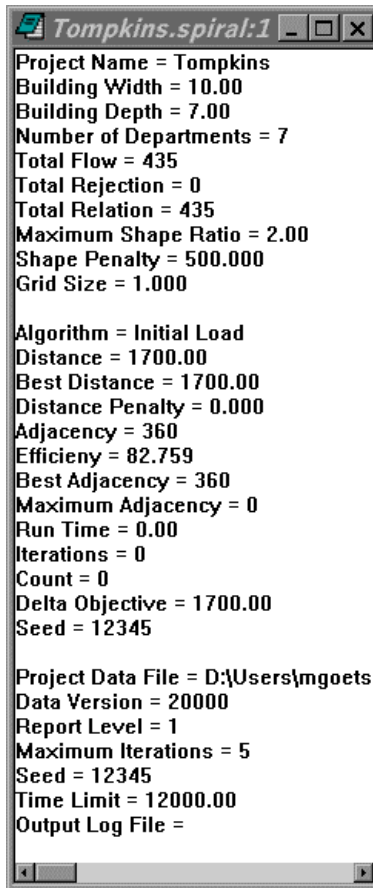 Tompkins.spiral:1
Project Name = Tompkins
Building Width = 10.00
Building Depth = 7.00
Number of Departments = 7
Total Flow = 435
Total Rejection = 0
Total Relation = 435
Maximum Shape Ratio = 2.00
Shape Penalty = 500.000
Grid Size = 1.000
Algorithm = Initial Load
Distance = 1700.00
Best Distance = 1700.00
Distance Penalty = 0.000
Adjacency = 360
Efficieny = 82.759
Best Adjacency = 360
Maximum Adjacency = 0
Run Time = 0.00
Iterations = 0
Count = 0
Delta Objective = 1700.00
Seed = 12345
Project Data File = D:\Users\mgoets
Data Version = 20000
Report Level = 1
Maximum Iterations = 5
Seed = 12345
Time Limit = 12000.00
Output Log File =